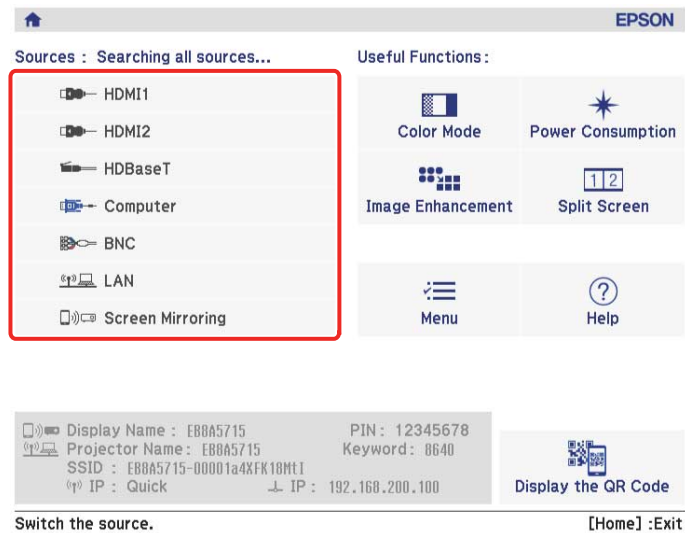 EPSON
Sources : Searching all sources...
HDMI1
HDMI2
HDBaseT
Computer
BNC
LAN
Screen Mirroring
Useful Functions :
Color Mode
Power Consumption
Image Enhancement
1 2
Split Screen
Menu
?
Help
Display Name : EB8A5715
PIN : 12345678
Projector Name : EB8A5715
Keyword : 8640
SSID : EB8A5715-00001a4XFK18MtI
IP : Quick
IP : 192.168.200.100
Display the QR Code
Switch the source.
[Home] :Exit